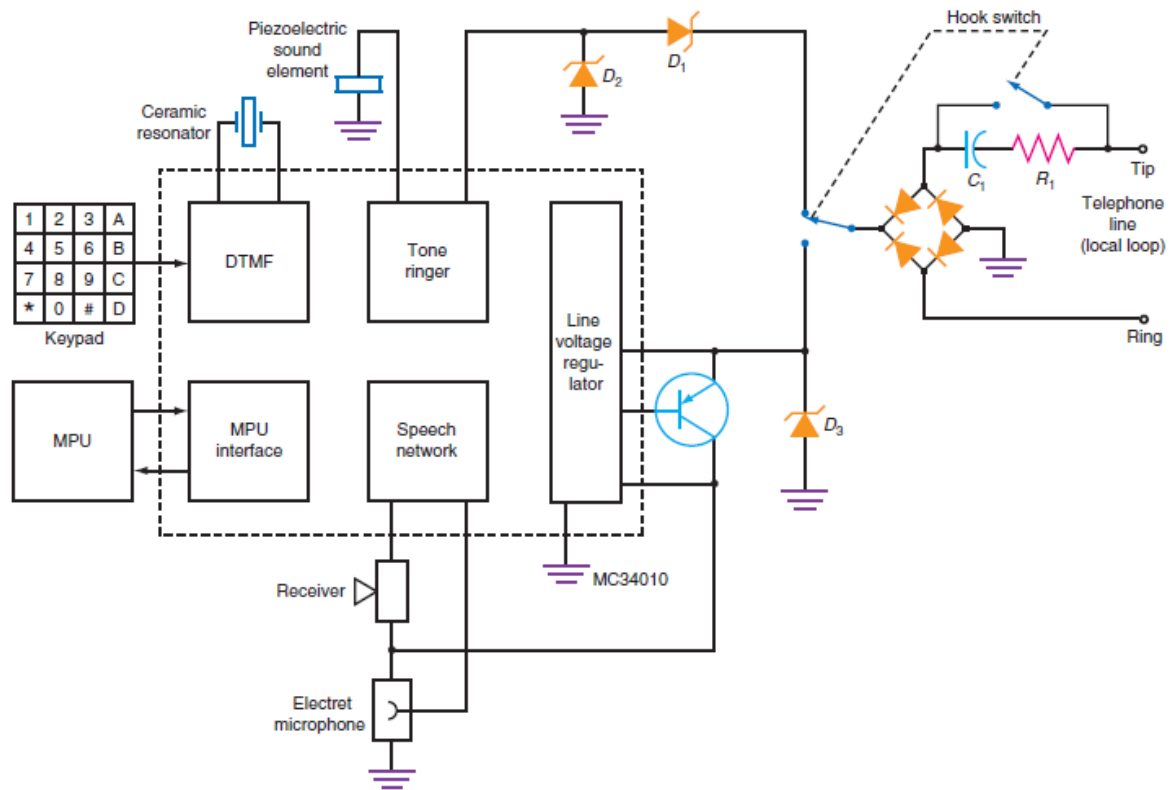 Piezoelectric
sound
element
Hook switch
D1
D2
Ceramic
resonator
C1
R1
Tip
Telephone
line
(local loop)
Ring
1 2 3 A
4 5 6 B
7 8 9 C
* 0 # D
Keypad
DTMF
Tone
ringer
Line
voltage
regu-
lator
MPU
MPU
interface
Speech
network
D3
MC34010
Receiver
Electret
microphone